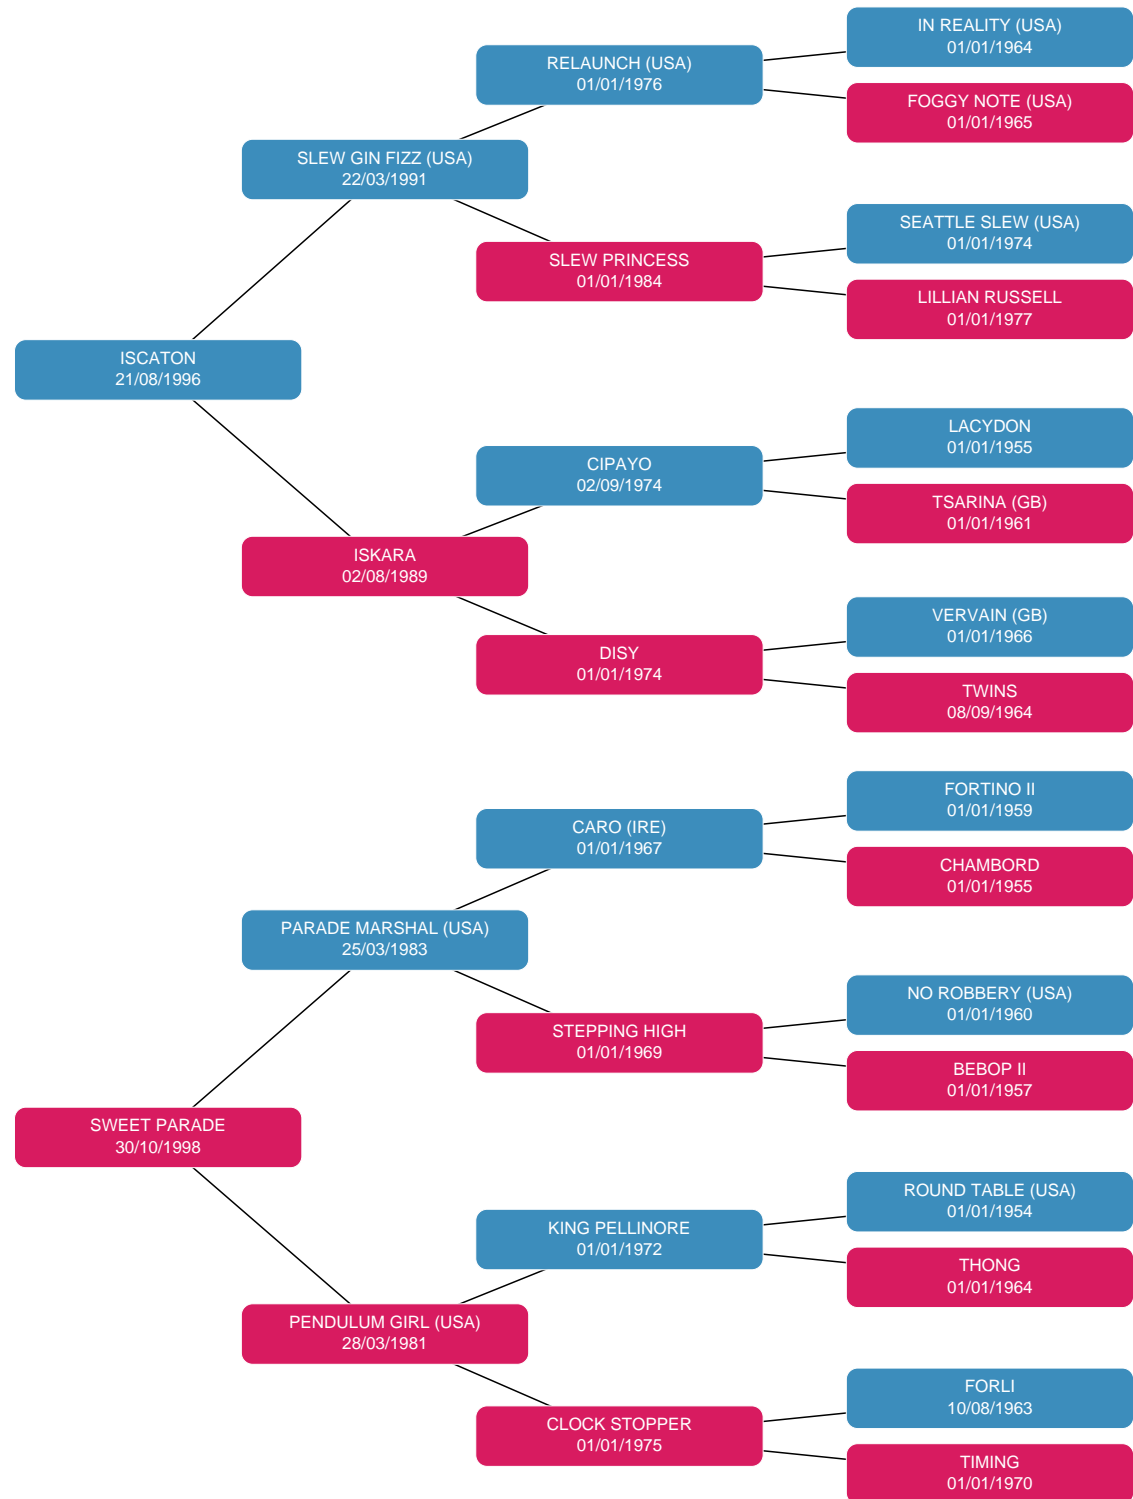 IN REALITY (USA)
01/01/1964
RELAUNCH (USA)
01/01/1976
FOGGY NOTE (USA)
01/01/1965
SLEW GIN FIZZ (USA)
22/03/1991
SEATTLE SLEW (USA)
01/01/1974
SLEW PRINCESS
01/01/1984
LILLIAN RUSSELL
01/01/1977
ISCATON
21/08/1996
LACYDON
01/01/1955
CIPAYO
02/09/1974
TSARINA (GB)
01/01/1961
ISKARA
02/08/1989
VERVAIN (GB)
01/01/1966
DISY
01/01/1974
TWINS
08/09/1964
FORTINO II
01/01/1959
CARO (IRE)
01/01/1967
CHAMBORD
01/01/1955
PARADE MARSHAL (USA)
25/03/1983
NO ROBBERY (USA)
01/01/1960
STEPPING HIGH
01/01/1969
BEBOP II
01/01/1957
SWEET PARADE
30/10/1998
ROUND TABLE (USA)
01/01/1954
KING PELLINORE
01/01/1972
THONG
01/01/1964
PENDULUM GIRL (USA)
28/03/1981
FORLI
10/08/1963
CLOCK STOPPER
01/01/1975
TIMING
01/01/1970